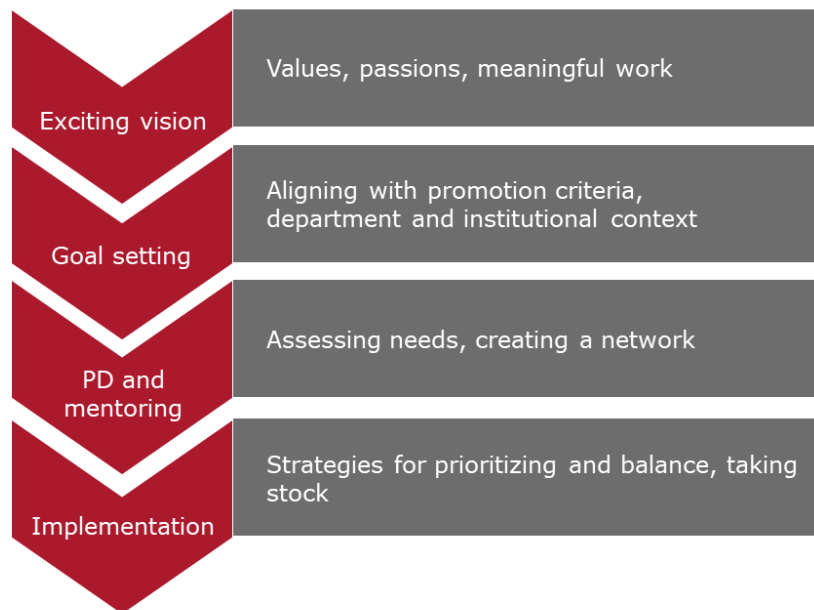 Exciting vision
Values, passions, meaningful work
Goal setting
Aligning with promotion criteria,
department and institutional context
PD and
mentoring
Assessing needs, creating a network
Implementation
Strategies for prioritizing and balance, taking
stock